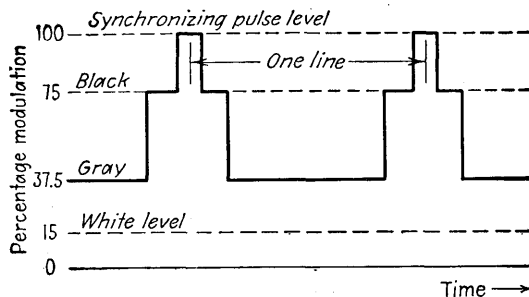 Synchronizing pulse level
100
One line
Black
75
Percentage modulation
Gray
37.5
White level
15
0
Time